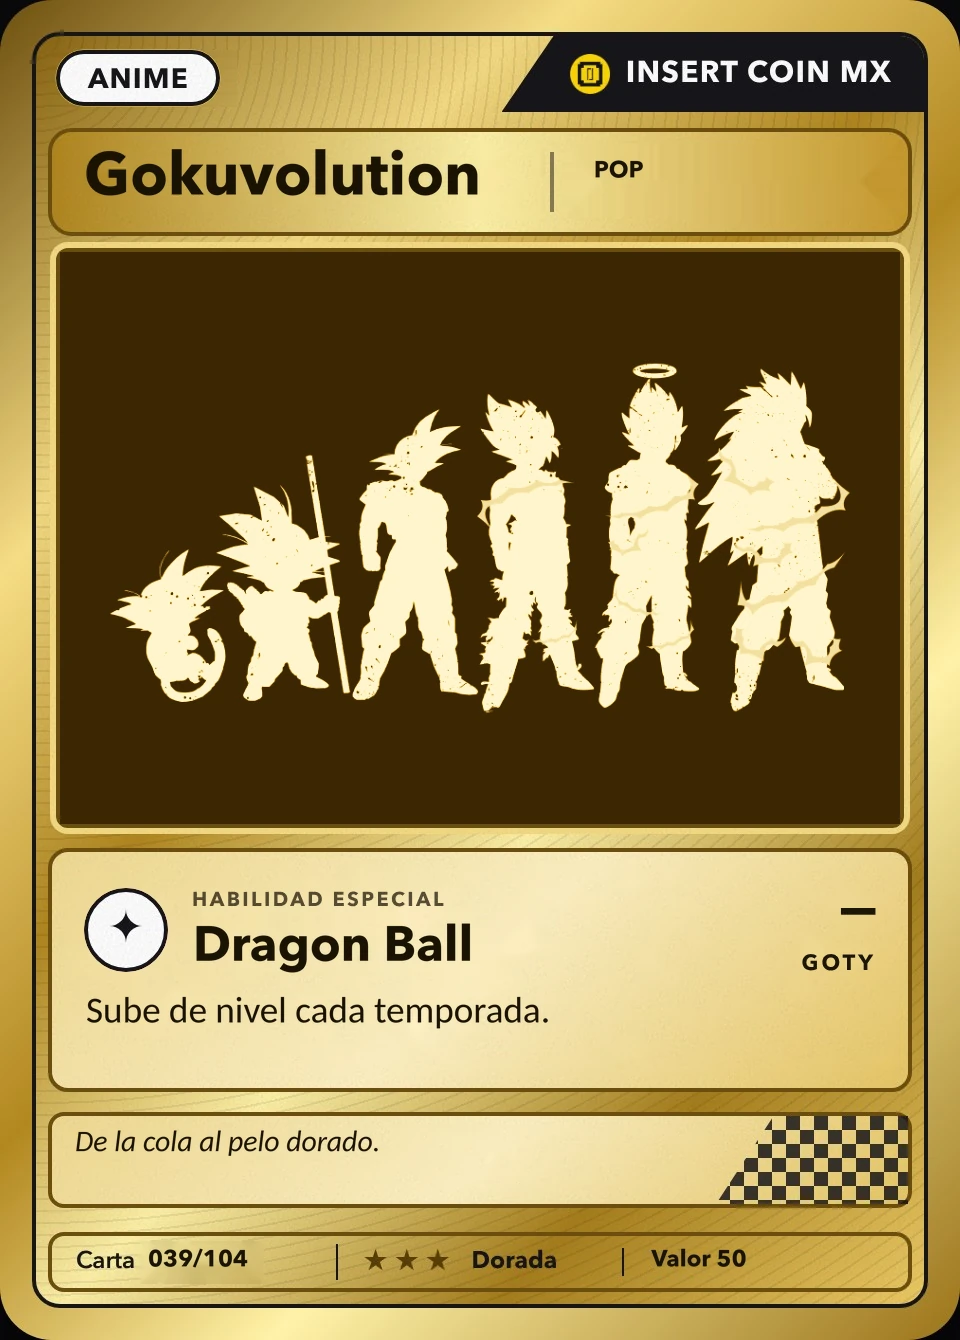 ANIME
INSERT COIN MX
Gokuvolution
POP
HABILIDAD ESPECIAL
Dragon Ball
GOTY
Sube de nivel cada temporada.
De la cola al pelo dorado.
Carta 039/104 ★★★ Dorada Valor 50